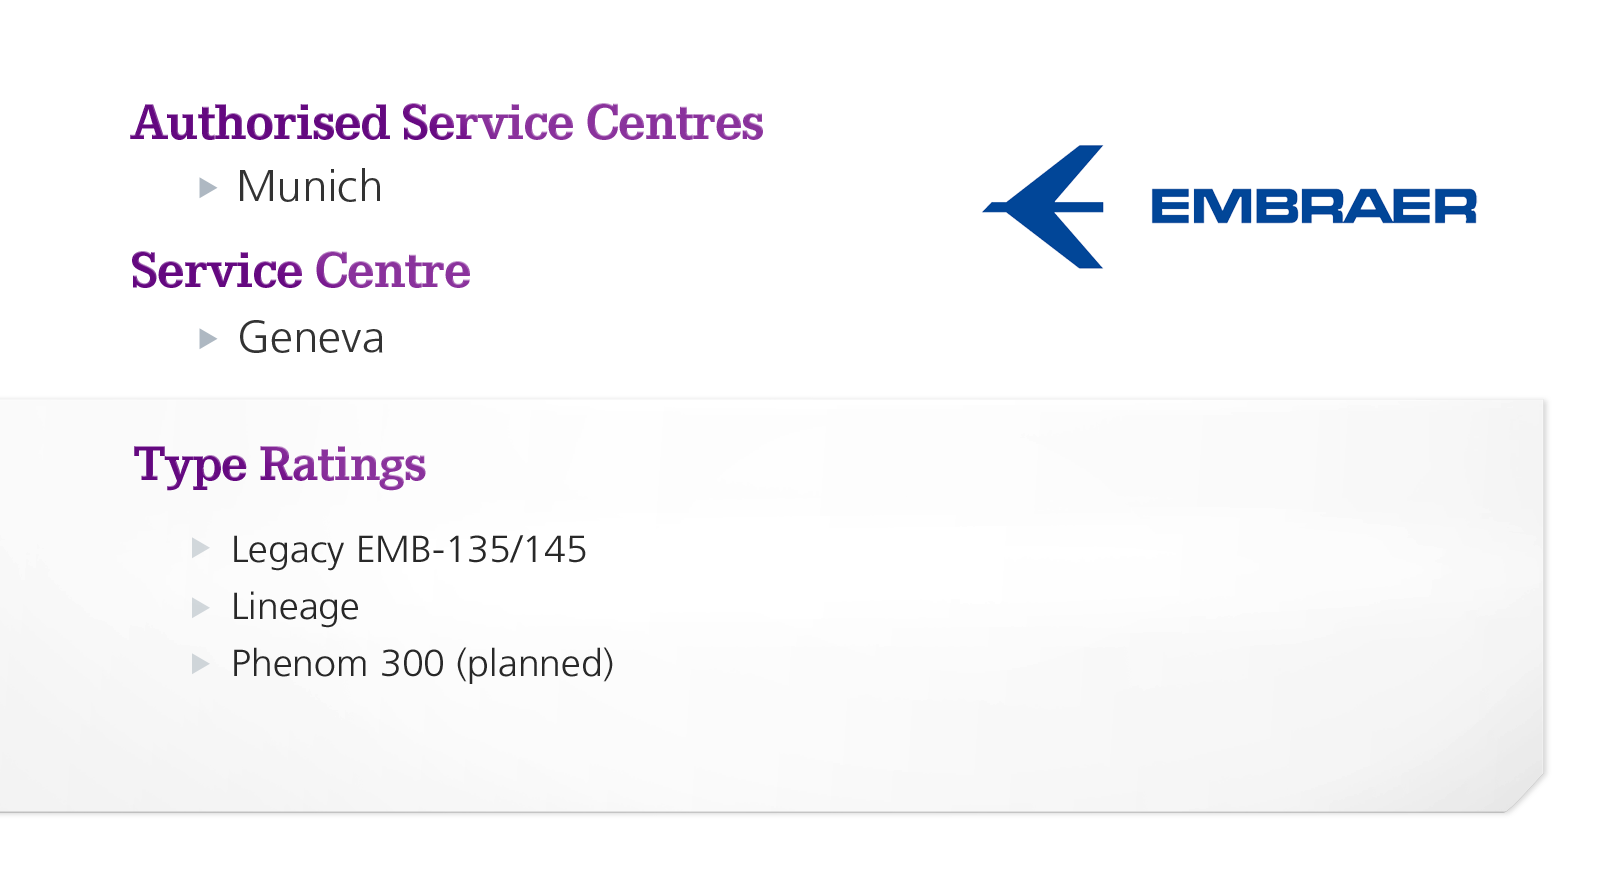 Authorised Service Centres
Munich
EMBRAER
Service Centre
Geneva
Type Ratings
Legacy EMB-135/145
Lineage
Phenom 300 (planned)